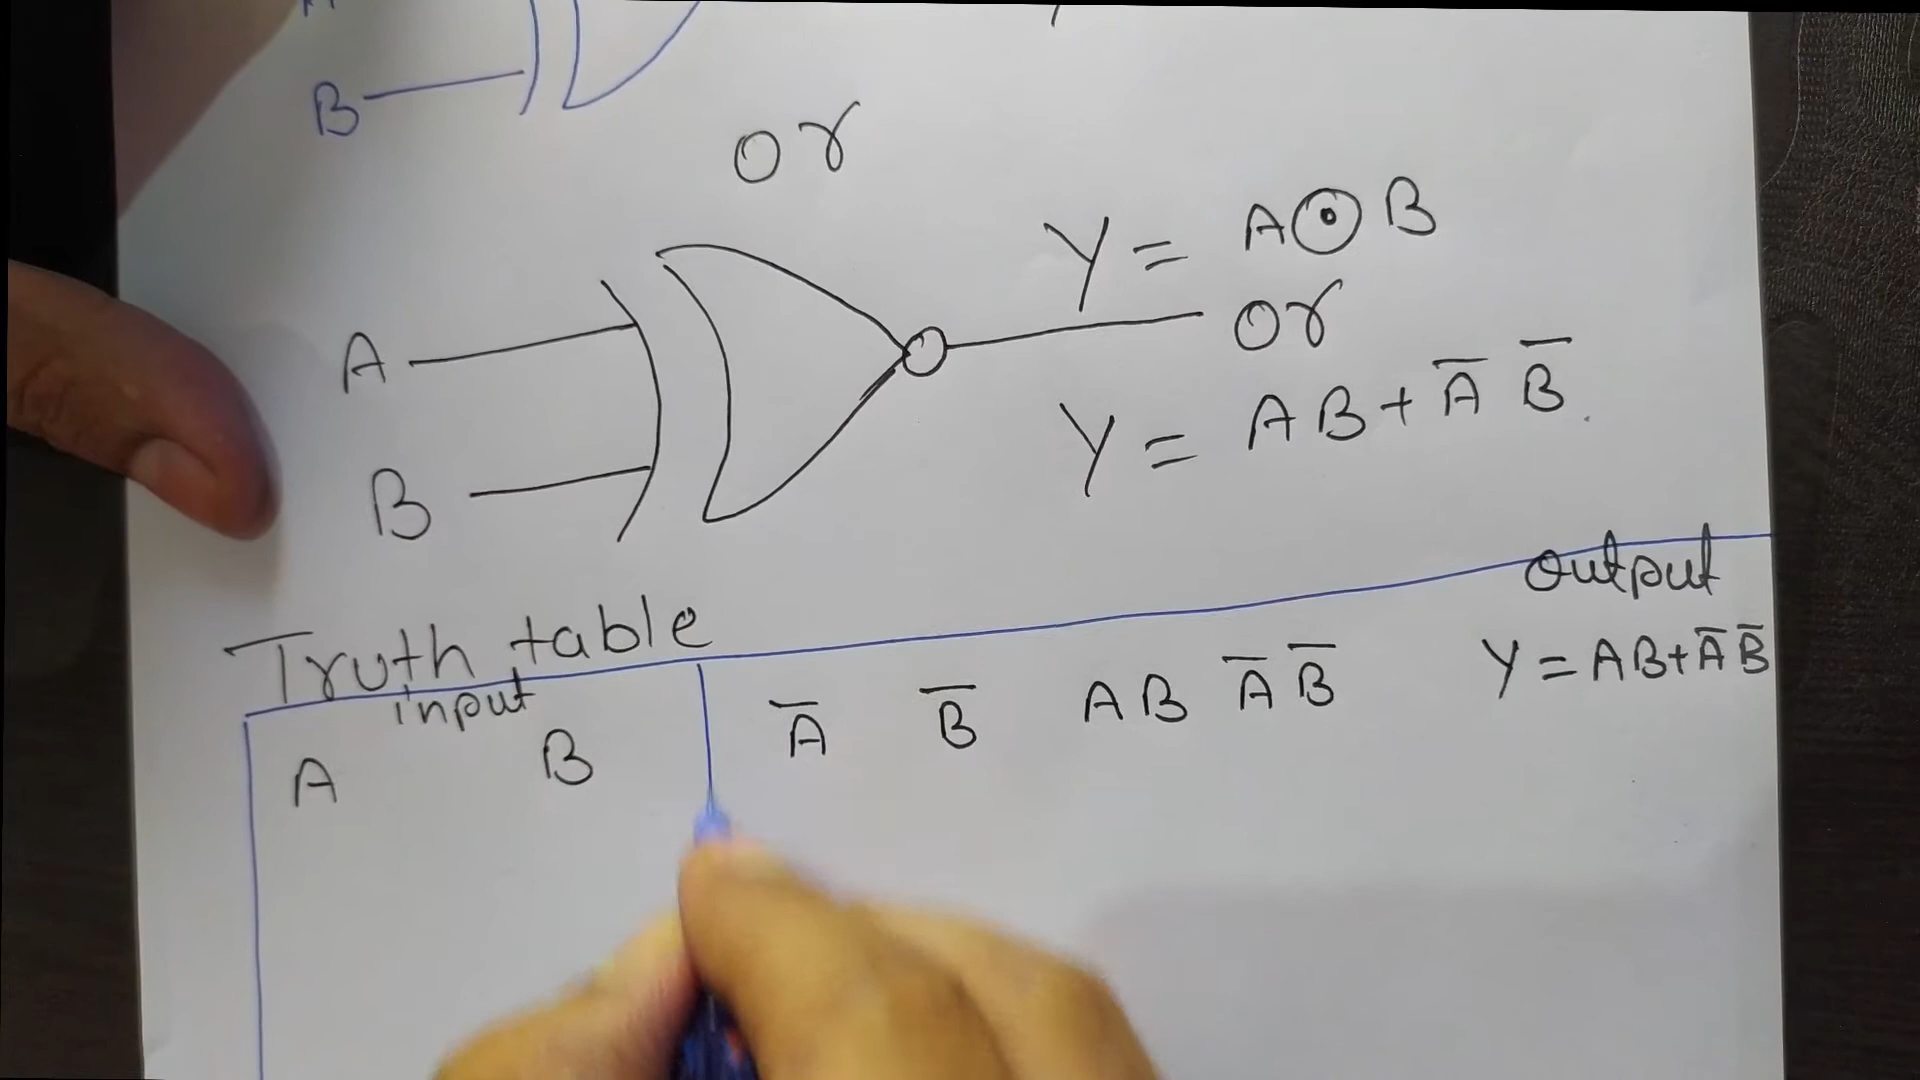 B
or
Y = A⊙B
A
or
Y = AB + A̅ B̅.
B
output
Truth table
input
A B A̅ B̅ AB A̅ B̅ Y = AB + A̅ B̅